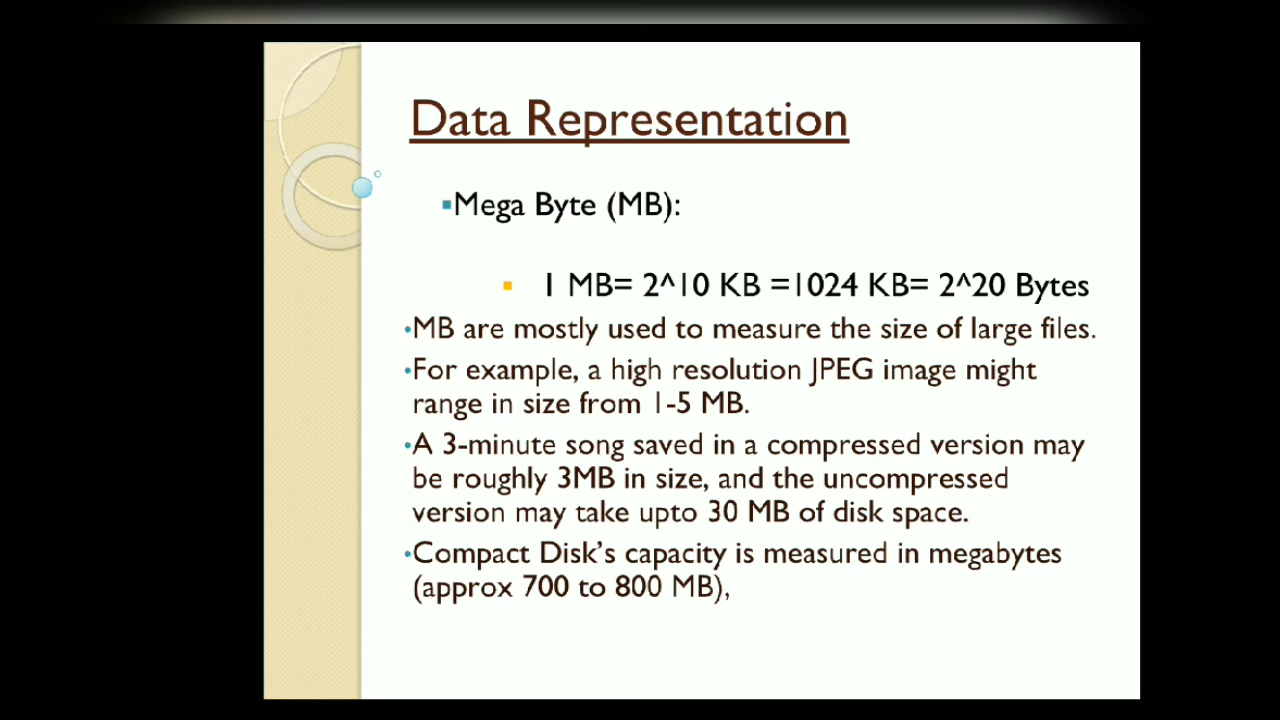 Data Representation
▪Mega Byte (MB):
▪ 1 MB= 2^10 KB =1024 KB= 2^20 Bytes
•MB are mostly used to measure the size of large files.
•For example, a high resolution JPEG image might
range in size from 1-5 MB.
•A 3-minute song saved in a compressed version may
be roughly 3MB in size, and the uncompressed
version may take upto 30 MB of disk space.
•Compact Disk’s capacity is measured in megabytes
(approx 700 to 800 MB),